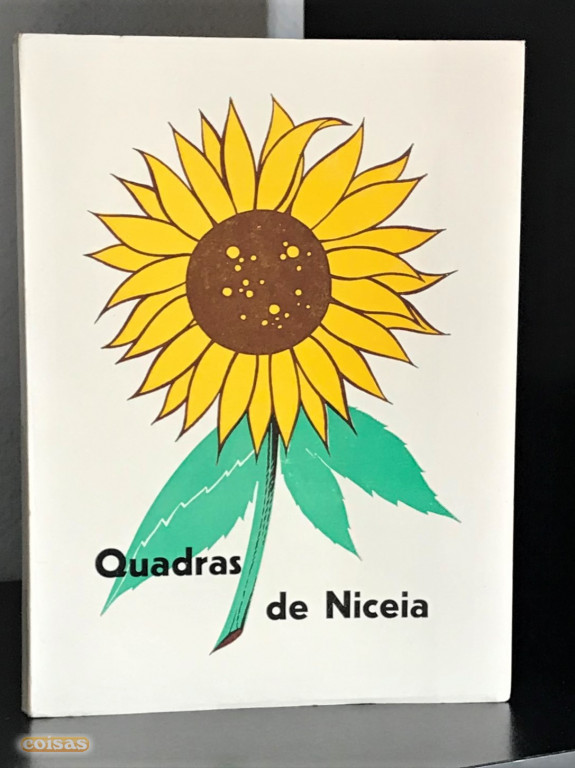 Quadras
de Niceia
coisas